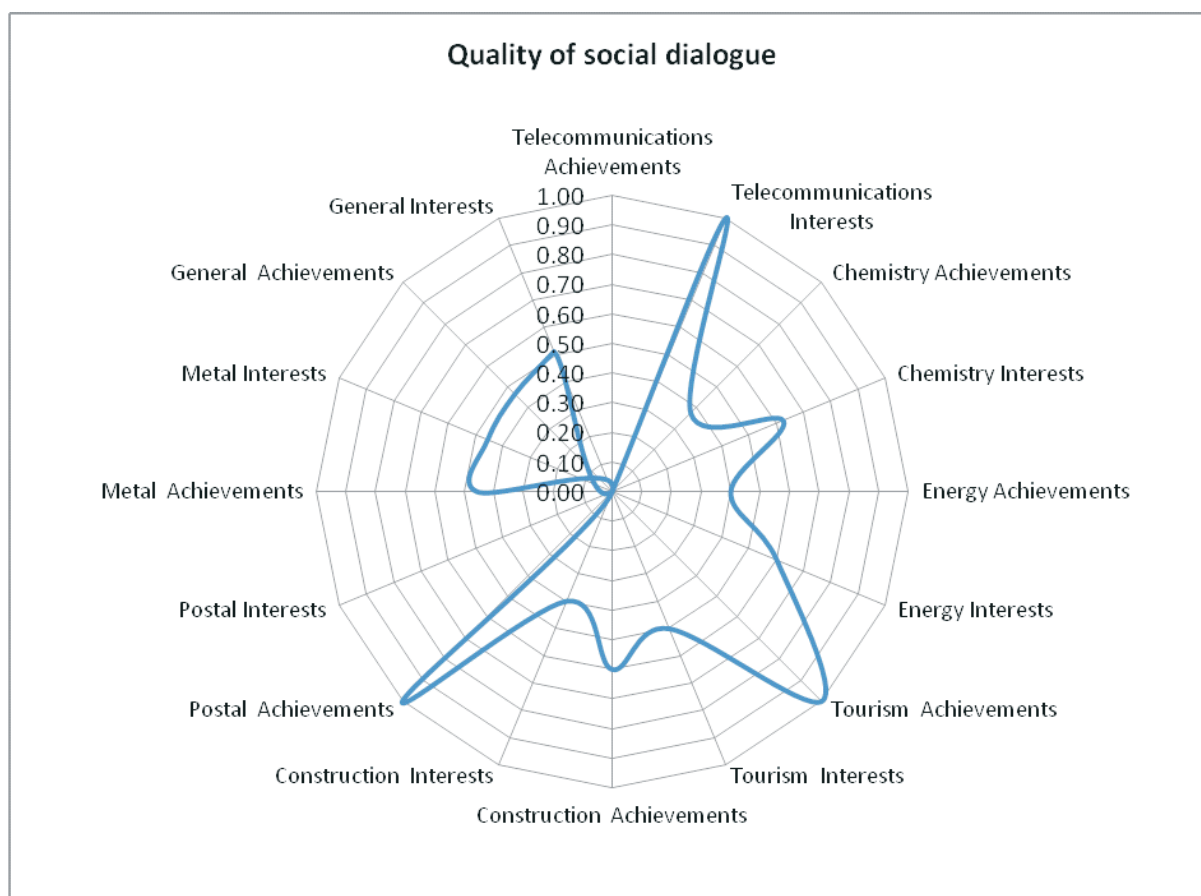 Quality of social dialogue
Telecommunications
Achievements
Telecommunications
Interests
Chemistry Achievements
Chemistry Interests
Energy Achievements
Energy Interests
Tourism Achievements
Tourism Interests
Construction Achievements
Construction Interests
Postal Achievements
Postal Interests
Metal Achievements
Metal Interests
General Achievements
General Interests
1.00
0.90
0.80
0.70
0.60
0.50
0.40
0.30
0.20
0.10
0.00